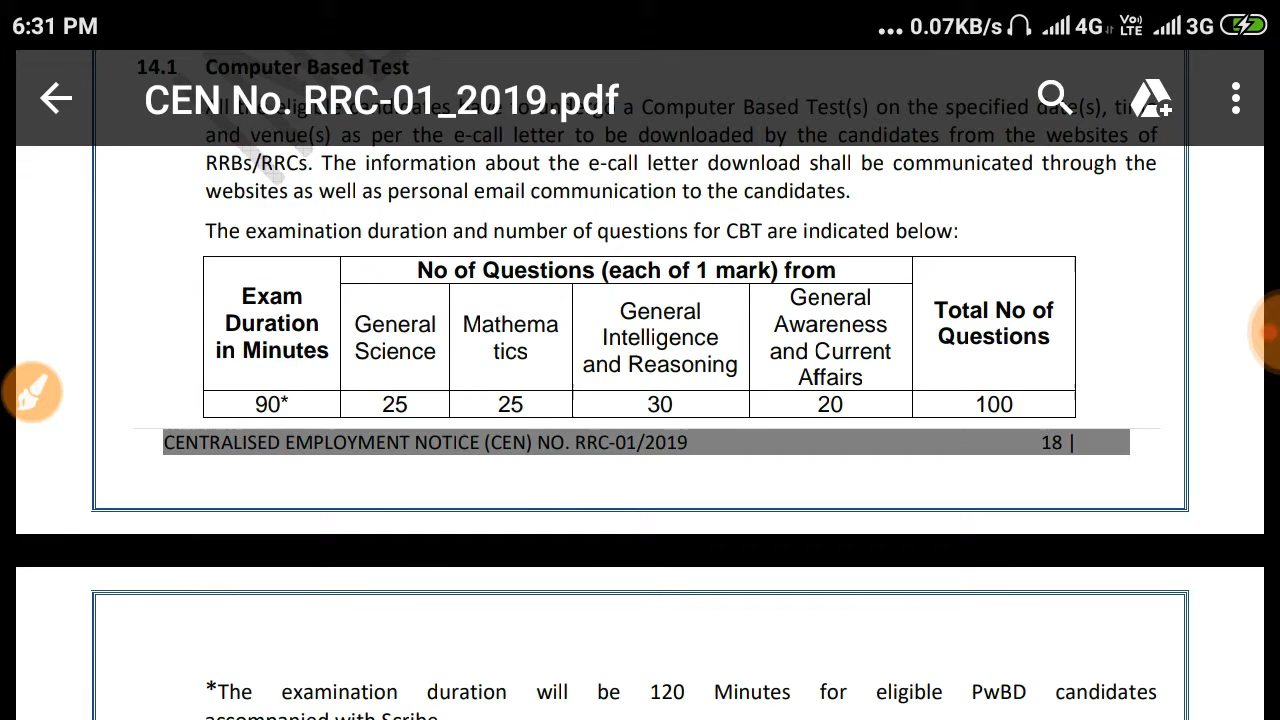 6:31 PM
... 0.07KB/s 4G VoLTE 3G
14.1 Computer Based Test
CEN No. RRC-01_2019.pdf
a Computer Based Test(s) on the specified
and venue(s) as per the e-call letter to be downloaded by the candidates from the websites of
RRBs/RRCs. The information about the e-call letter download shall be communicated through the
websites as well as personal email communication to the candidates.
The examination duration and number of questions for CBT are indicated below:
No of Questions (each of 1 mark) from
Exam
Duration
in Minutes
General
Science
Mathema
tics
General
Intelligence
and Reasoning
General
Awareness
and Current
Affairs
Total No of
Questions
90* 25 25 30 20 100
CENTRALISED EMPLOYMENT NOTICE (CEN) NO. RRC-01/2019 18 |
*The examination duration will be 120 Minutes for eligible PwBD candidates
accompanied with Scribe.